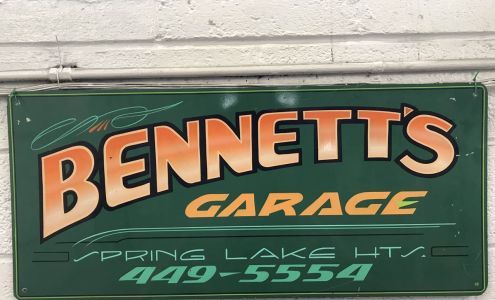 BENNETT'S
GARAGE
SPRING LAKE HTS.
449-5554